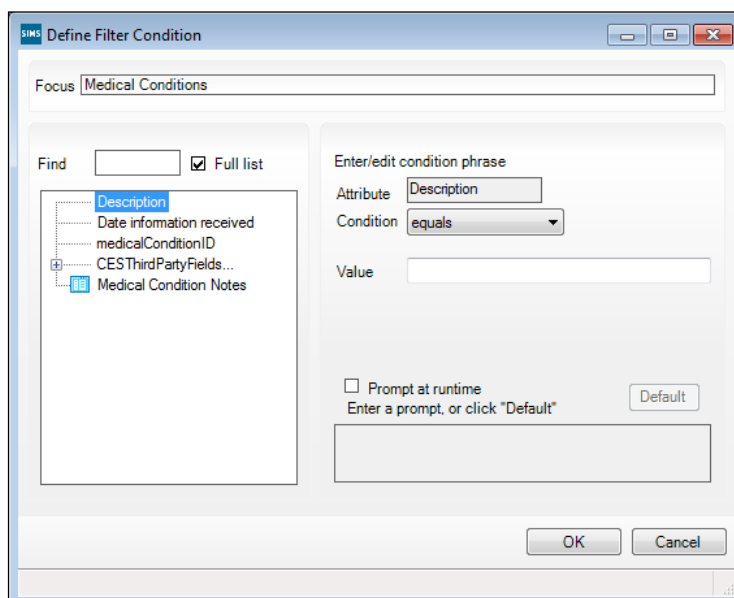 SIMS Define Filter Condition
Focus Medical Conditions
Find Full list
Description
Date information received
medicalConditionID
CESThirdPartyFields...
Medical Condition Notes
Enter/edit condition phrase
Attribute Description
Condition equals
Value
Prompt at runtime
Enter a prompt, or click "Default"
Default
OK Cancel